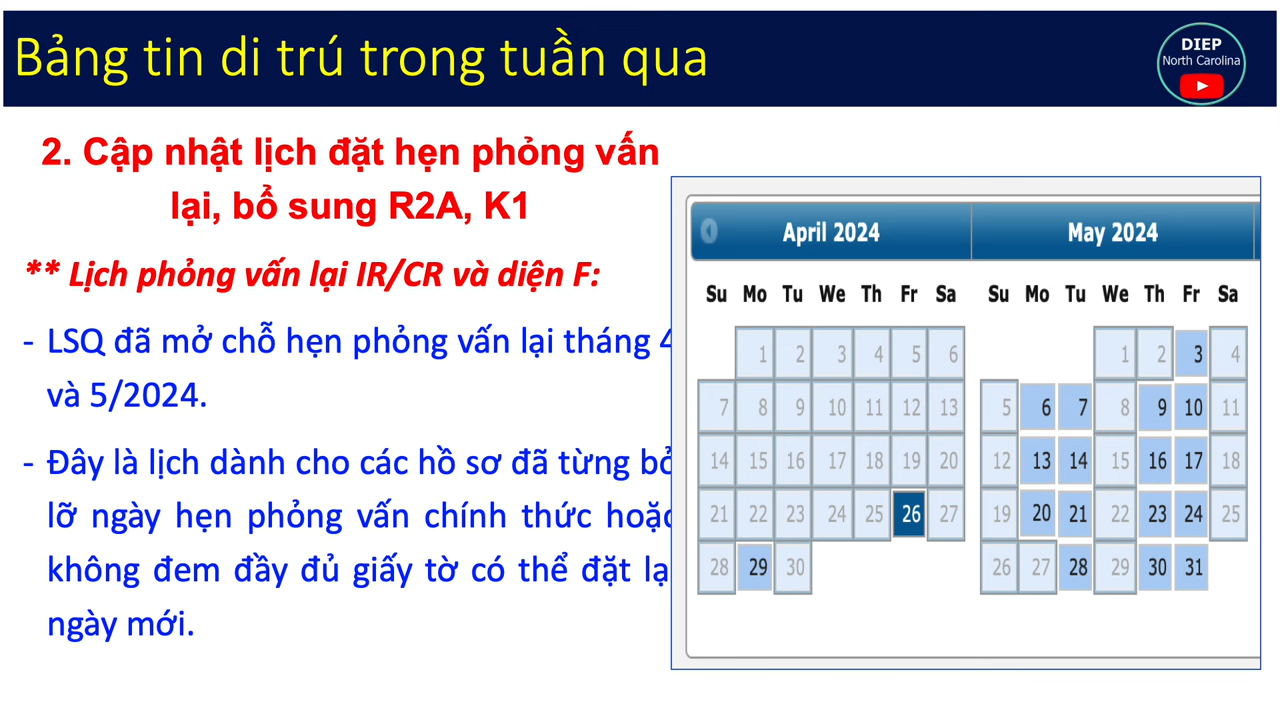 Bảng tin di trú trong tuần qua
DIEP
North Carolina
2. Cập nhật lịch đặt hẹn phỏng vấn
lại, bổ sung R2A, K1
** Lịch phỏng vấn lại IR/CR và diện F:
- LSQ đã mở chỗ hẹn phỏng vấn lại tháng 4
và 5/2024.
- Đây là lịch dành cho các hồ sơ đã từng bỏ
lỡ ngày hẹn phỏng vấn chính thức hoặc
không đem đầy đủ giấy tờ có thể đặt lại
ngày mới.
April 2024
Su Mo Tu We Th Fr Sa
1 2 3 4 5 6
7 8 9 10 11 12 13
14 15 16 17 18 19 20
21 22 23 24 25 26 27
28 29 30
May 2024
Su Mo Tu We Th Fr Sa
1 2 3 4
5 6 7 8 9 10 11
12 13 14 15 16 17 18
19 20 21 22 23 24 25
26 27 28 29 30 31